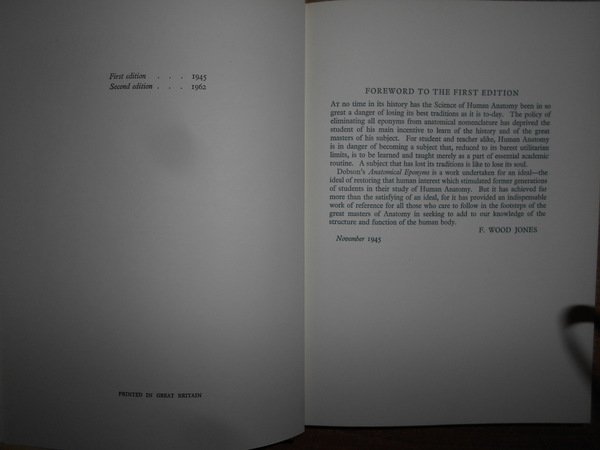 First edition . . . 1945
Second edition . . . 1962
PRINTED IN GREAT BRITAIN
FOREWORD TO THE FIRST EDITION
AT no time in its history has the Science of Human Anatomy been in so
great a danger of losing its best traditions as it is to-day. The policy of
eliminating all eponyms from anatomical nomenclature has deprived the
student of his main incentive to learn of the history and of the great
masters of his subject. For student and teacher alike, Human Anatomy
is in danger of becoming a subject that, reduced to its barest utilitarian
limits, is to be learned and taught merely as a part of essential academic
routine. A subject that has lost its traditions is like to lose its soul.
Dobson's Anatomical Eponyms is a work undertaken for an ideal—the
ideal of restoring that human interest which stimulated former generations
of students in their study of Human Anatomy. But it has achieved far
more than the satisfying of an ideal, for it has provided an indispensable
work of reference for all those who care to follow in the footsteps of the
great masters of Anatomy in seeking to add to our knowledge of the
structure and function of the human body.
F. WOOD JONES
November 1945